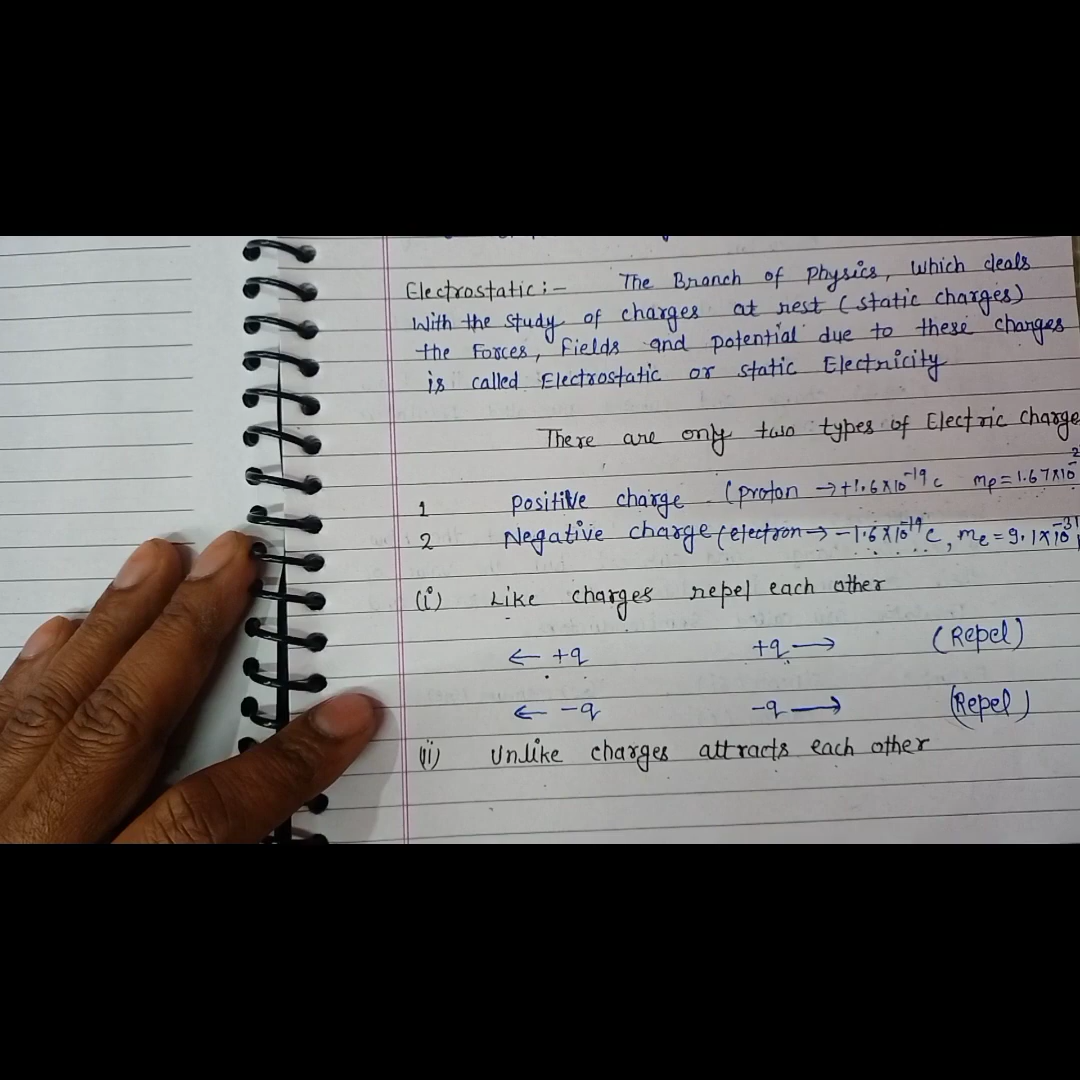 Electrostatic:- The Branch of Physics, which deals
With the study of charges at rest (static charges)
the Forces, Fields and potential due to these charges
is called Electrostatic or static Electricity
There are only two types of Electric charge
1 positive charge (proton → +1.6×10⁻¹⁹ c mp = 1.67×10⁻²
2 Negative charge (electron → -1.6×10⁻¹⁹ C, me = 9.1×10⁻³¹
(i) Like charges repel each other
← +q +q → (Repel)
← -q -q → (Repel)
(ii) Unlike charges attracts each other